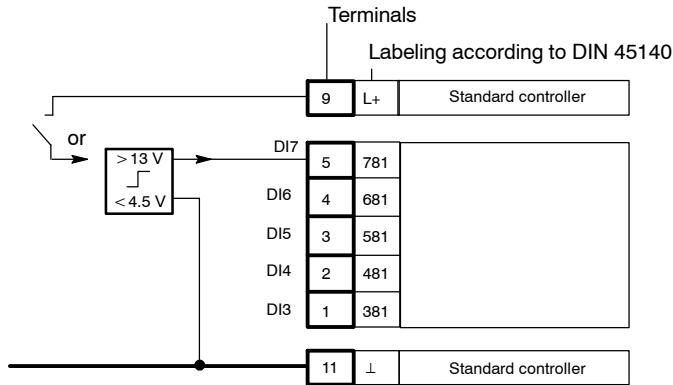 Terminals
Labeling according to DIN 45140
9 L+ Standard controller
or
>13 V
<4.5 V
DI7 5 781
DI6 4 681
DI5 3 581
DI4 2 481
DI3 1 381
11 ⊥ Standard controller